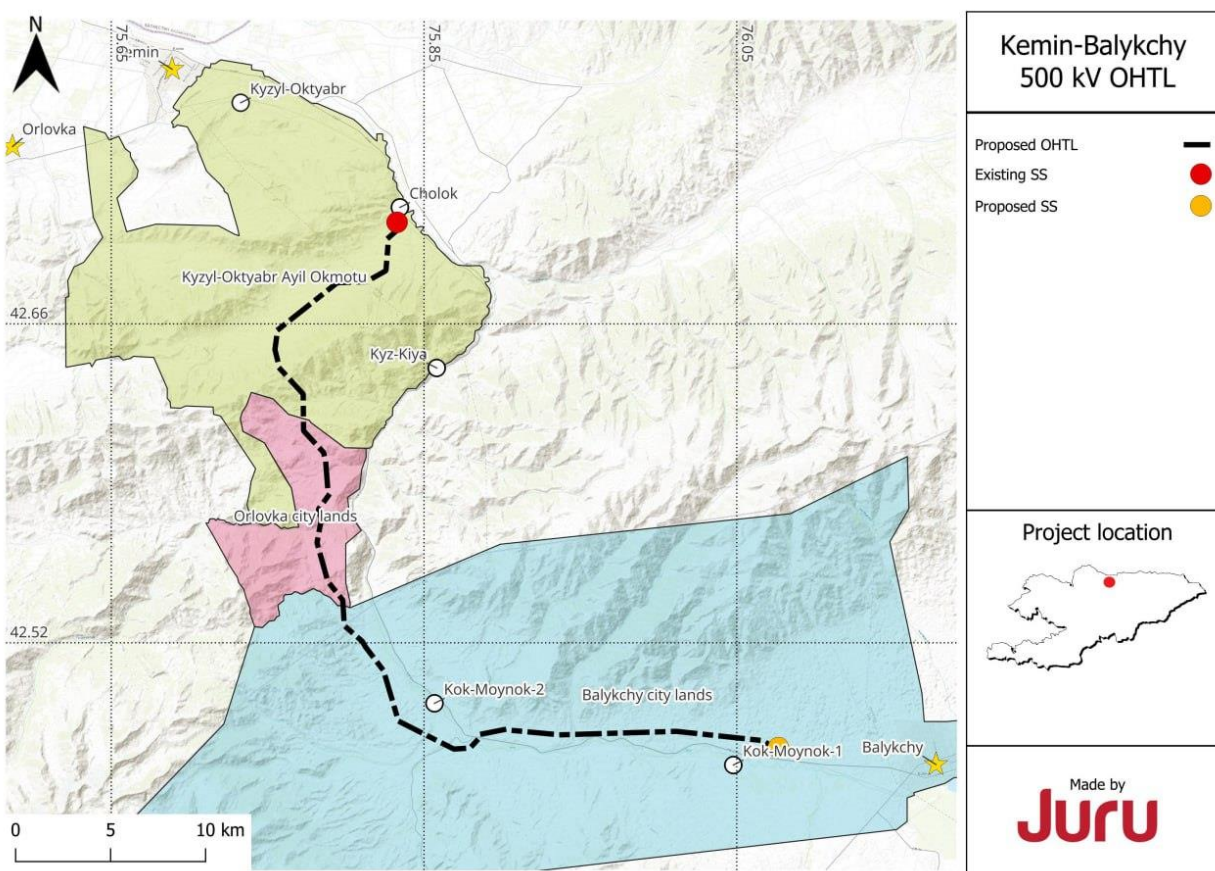 N
75.65
75.85
76.05
emin
Kyzyl-Oktyabr
Orlovka
Cholok
Kyzyl-Oktyabr Ayil Okmotu
42.66
Kyz-Kiya
Orlovka city lands
42.52
Kok-Moynok-2
Balykchy city lands
Kok-Moynok-1
Balykchy
0 5 10 km
Kemin-Balykchy
500 kV OHTL
Proposed OHTL
Existing SS
Proposed SS
Project location
Made by
Juru